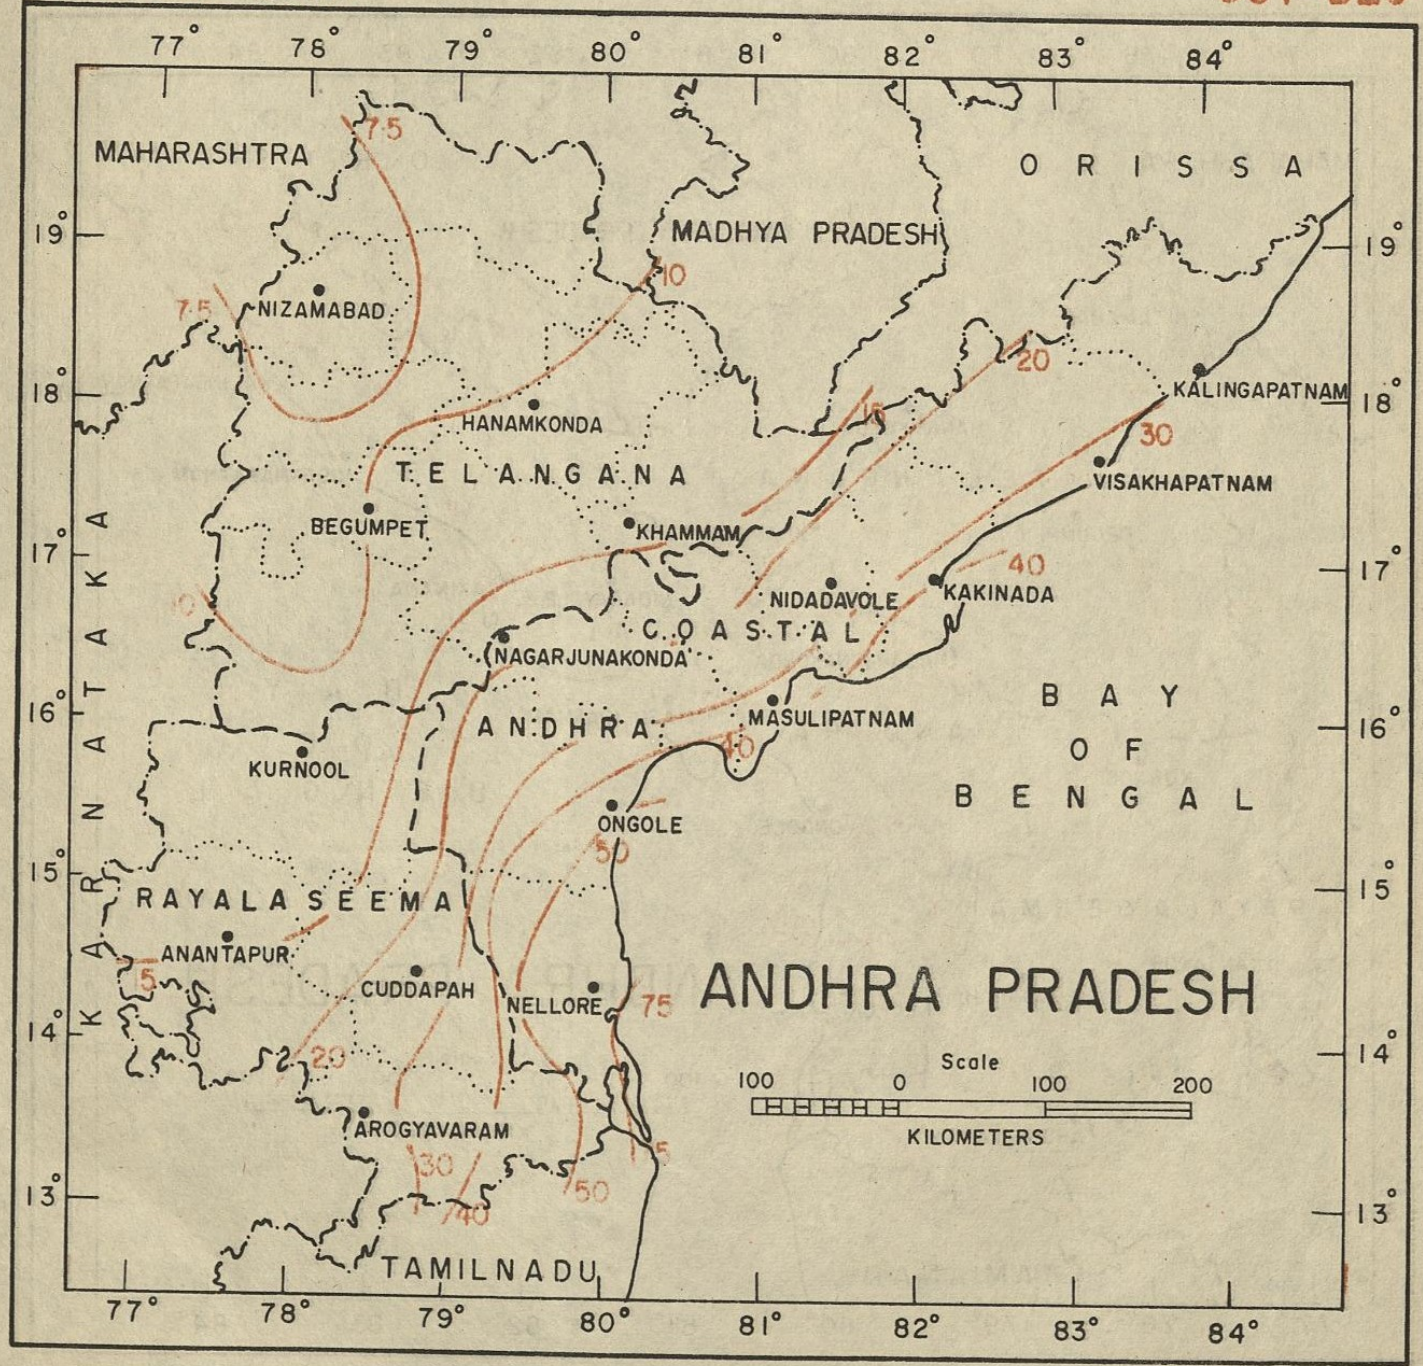 77° 78° 79° 80° 81° 82° 83° 84°
7.5
MAHARASHTRA
ORISSA
19° MADHYA PRADESH 19°
10
7.5 NIZAMABAD
20
KALINGAPATNAM
18° 15 18°
HANAMKONDA
30
TELANGANA
VISAKHAPATNAM
BEGUMPET KHAMMAM
17° 40 17°
NIDADAVOLE KAKINADA
10
COASTAL
NAGARJUNAKONDA
KARNATAKA
BAY
16° ANDHRA MASULIPATNAM 16°
40 OF
KURNOOL
BENGAL
ONGOLE
50
15° 15°
RAYALASEEMA
ANANTAPUR
15
CUDDAPAH NELLORE 75 ANDHRA PRADESH
14° 20 14°
Scale
100 0 100 200
KILOMETERS
AROGYAVARAM
30
40 50
13° 13°
TAMILNADU
77° 78° 79° 80° 81° 82° 83° 84°